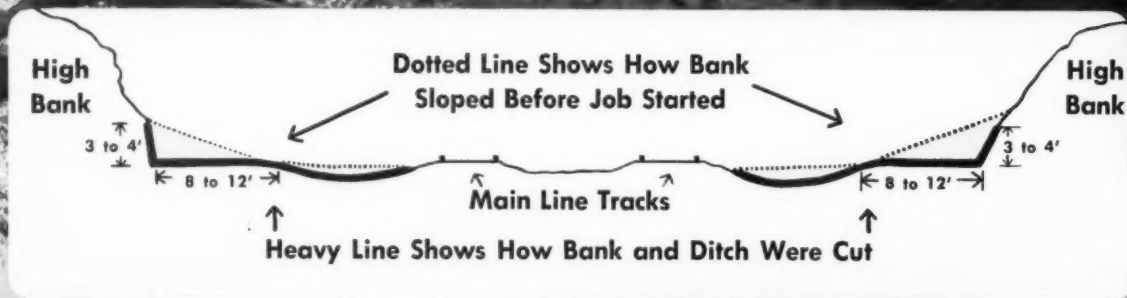 High
Bank
Dotted Line Shows How Bank
Sloped Before Job Started
High
Bank
3 to 4'
8 to 12'
Main Line Tracks
3 to 4'
8 to 12'
Heavy Line Shows How Bank and Ditch Were Cut